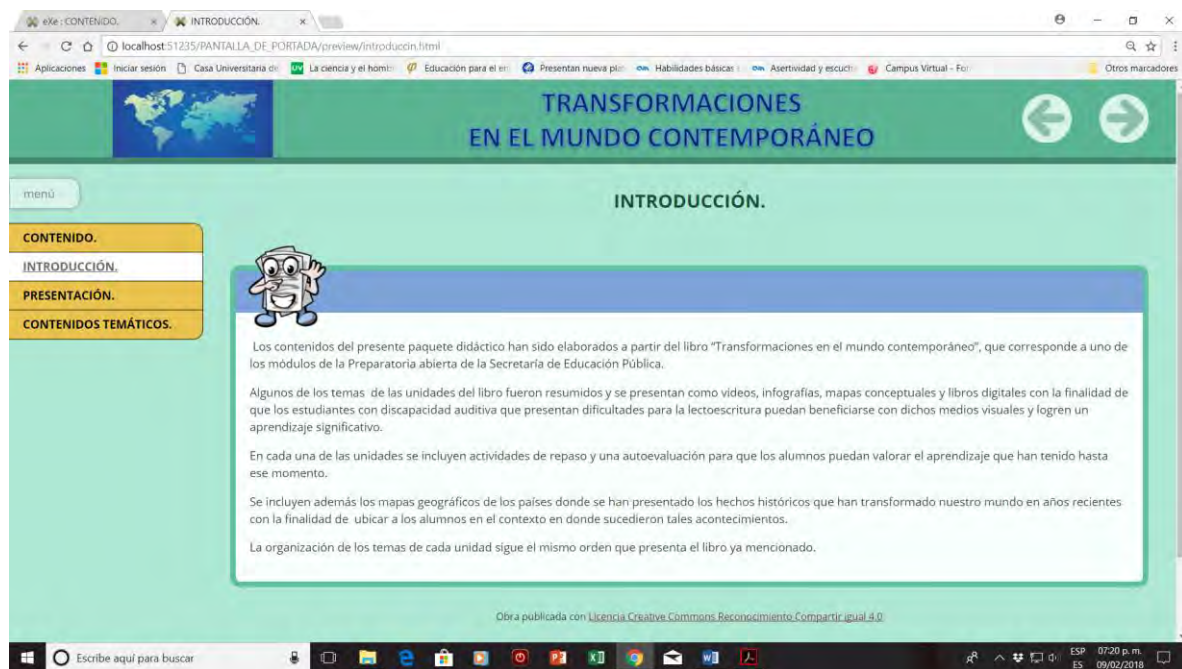 eXe : CONTENIDO.
INTRODUCCIÓN.
localhost:51235/PANTALLA_DE_PORTADA/preview/introduccin.html
Aplicaciones Iniciar sesión Casa Universitaria de La ciencia y el hombr Educación para el en Presentan nueva pla Habilidades básicas Asertividad y escuch Campus Virtual - For Otros marcadores
TRANSFORMACIONES
EN EL MUNDO CONTEMPORÁNEO
menú
CONTENIDO.
INTRODUCCIÓN.
PRESENTACIÓN.
CONTENIDOS TEMÁTICOS.
INTRODUCCIÓN.
Los contenidos del presente paquete didáctico han sido elaborados a partir del libro "Transformaciones en el mundo contemporáneo", que corresponde a uno de
los módulos de la Preparatoria abierta de la Secretaría de Educación Pública.
Algunos de los temas de las unidades del libro fueron resumidos y se presentan como videos, infografías, mapas conceptuales y libros digitales con la finalidad de
que los estudiantes con discapacidad auditiva que presentan dificultades para la lectoescritura puedan beneficiarse con dichos medios visuales y logren un
aprendizaje significativo.
En cada una de las unidades se incluyen actividades de repaso y una autoevaluación para que los alumnos puedan valorar el aprendizaje que han tenido hasta
ese momento.
Se incluyen además los mapas geográficos de los países donde se han presentado los hechos históricos que han transformado nuestro mundo en años recientes
con la finalidad de ubicar a los alumnos en el contexto en donde sucedieron tales acontecimientos.
La organización de los temas de cada unidad sigue el mismo orden que presenta el libro ya mencionado.
Obra publicada con Licencia Creative Commons Reconocimiento Compartir igual 4.0
Escribe aquí para buscar
ESP 07:20 p. m.
ES 09/02/2018